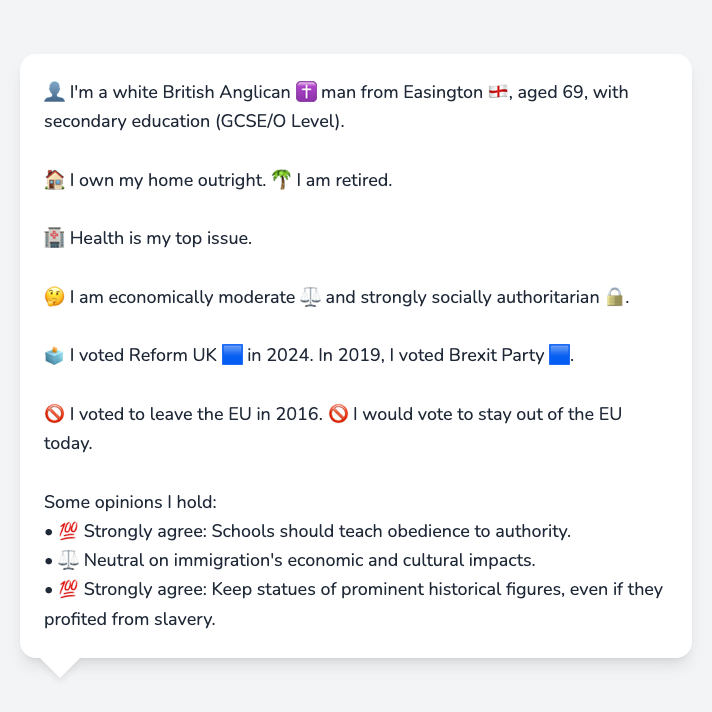 👤 I'm a white British Anglican ✝️ man from Easington 🏴󠁧󠁢󠁥󠁮󠁧󠁿, aged 69, with
secondary education (GCSE/O Level).
🏠 I own my home outright. 🌴 I am retired.
🏥 Health is my top issue.
🤔 I am economically moderate ⚖️ and strongly socially authoritarian 🔒.
🗳️ I voted Reform UK 🟦 in 2024. In 2019, I voted Brexit Party 🟦.
🚫 I voted to leave the EU in 2016. 🚫 I would vote to stay out of the EU
today.
Some opinions I hold:
• 💯 Strongly agree: Schools should teach obedience to authority.
• ⚖️ Neutral on immigration's economic and cultural impacts.
• 💯 Strongly agree: Keep statues of prominent historical figures, even if they
profited from slavery.